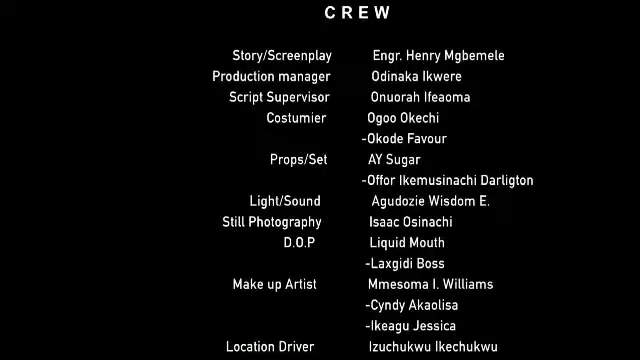 CREW
Story/Screenplay Engr. Henry Mgbemele
Production manager Odinaka Ikwere
Script Supervisor Onuorah Ifeaoma
Costumier Ogoo Okechi
-Okode Favour
Props/Set AY Sugar
-Offor Ikemusinachi Darligton
Light/Sound Agudozie Wisdom E.
Still Photography Isaac Osinachi
D.O.P Liquid Mouth
-Laxgidi Boss
Make up Artist Mmesoma I. Williams
-Cyndy Akaolisa
-Ikeagu Jessica
Location Driver Izuchukwu Ikechukwu